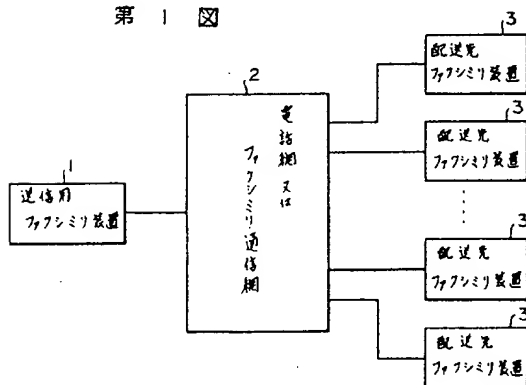 第 1 図
1
送信用
ファクシミリ装置
2
電話網又は
ファクシミリ通信網
3
配送先
ファクシミリ装置
3
配送先
ファクシミリ装置
3
配送先
ファクシミリ装置
3
配送先
ファクシミリ装置